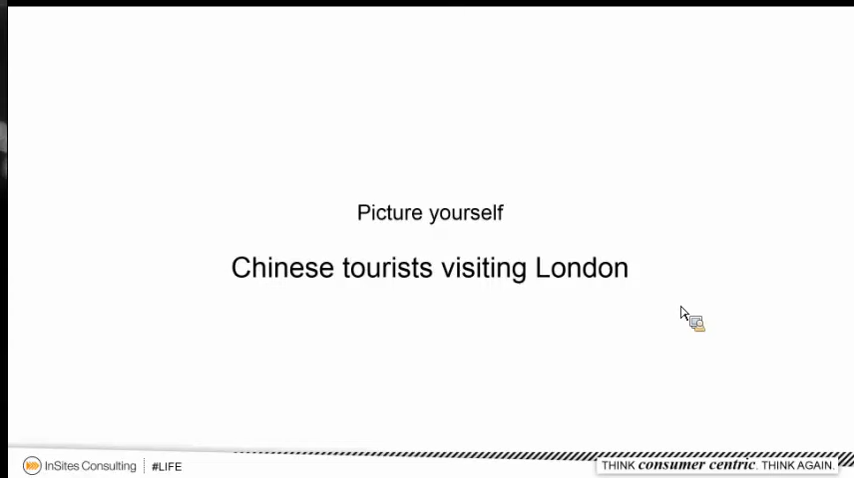 Picture yourself
Chinese tourists visiting London
InSites Consulting #LIFE
THINK consumer centric. THINK AGAIN.